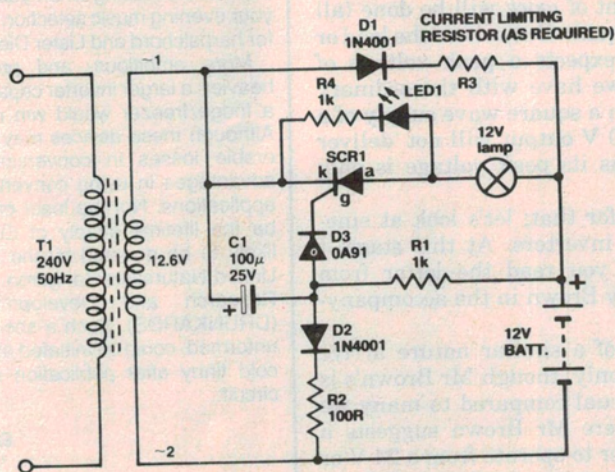 D1
1N4001
CURRENT LIMITING
RESISTOR (AS REQUIRED)
~1
R4
1k
LED1
R3
SCR1
k
a
g
12V
lamp
T1
240V
50Hz
12.6V
C1
100µ
25V
+
D3
0A91
R1
1k
+
D2
1N4001
12V
BATT.
R2
100R
~2